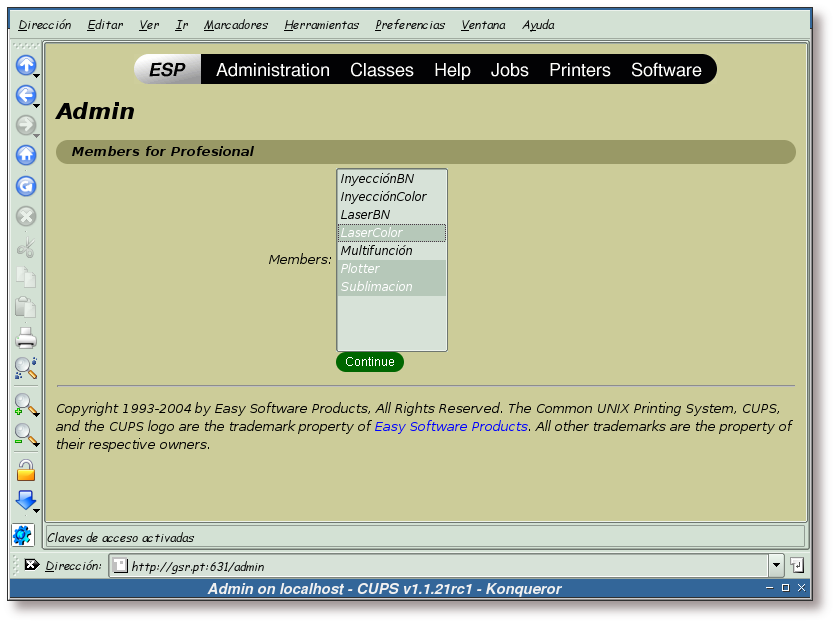 Dirección Editar Ver Ir Marcadores Herramientas Preferencias Ventana Ayuda
ESP Administration Classes Help Jobs Printers Software
Admin
Members for Profesional
InyecciónBN
InyecciónColor
LaserBN
LaserColor
Multifunción
Members:
Plotter
Sublimacion
Continue
Copyright 1993-2004 by Easy Software Products, All Rights Reserved. The Common UNIX Printing System, CUPS,
and the CUPS logo are the trademark property of Easy Software Products. All other trademarks are the property of
their respective owners.
Claves de acceso activadas
Dirección: http://gsr.pt:631/admin
Admin on localhost - CUPS v1.1.21rc1 - Konqueror